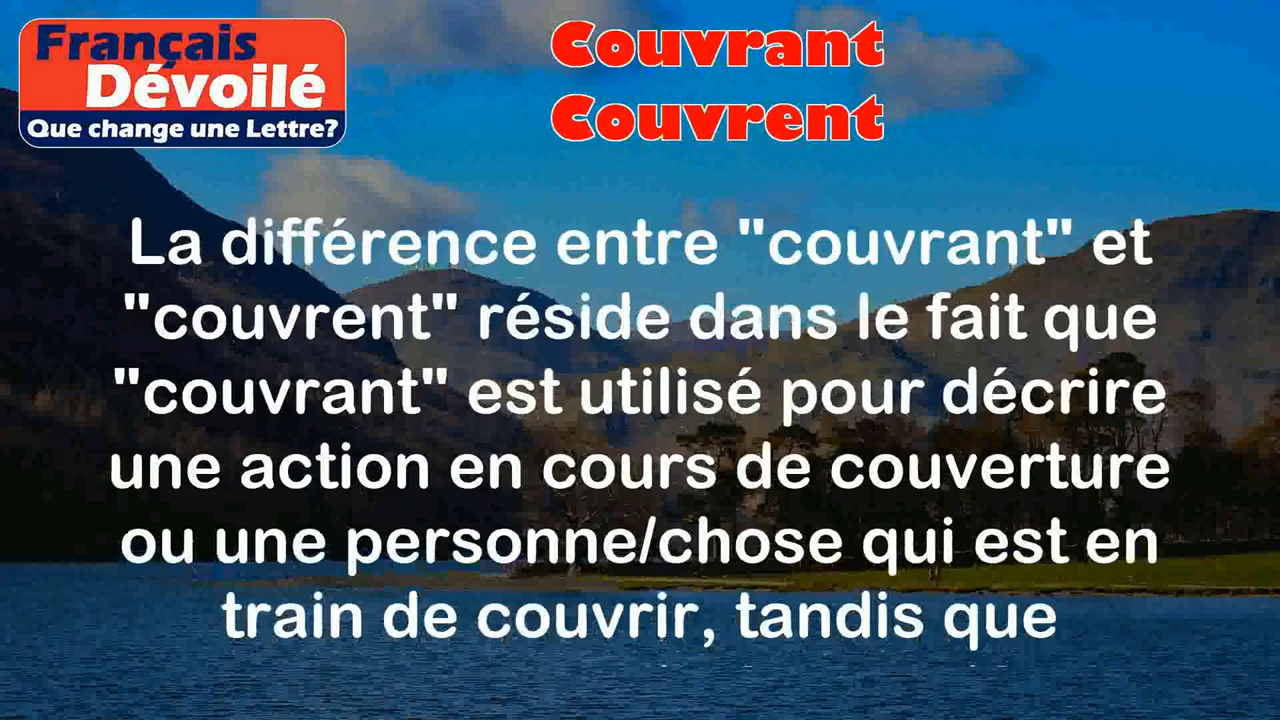 Français
Dévoilé
Que change une Lettre?
Couvrant
Couvrent
La différence entre "couvrant" et
"couvrent" réside dans le fait que
"couvrant" est utilisé pour décrire
une action en cours de couverture
ou une personne/chose qui est en
train de couvrir, tandis que